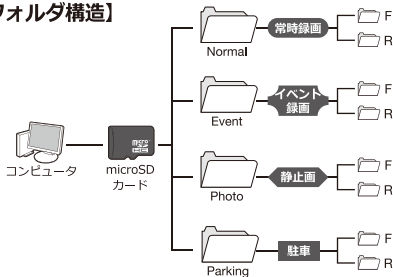 フォルダ構造】
常時録画
F
R
Normal
イベント
録画
F
R
Event
コンピュータ
microSD
カード
静止画
F
R
Photo
駐車
F
R
Parking